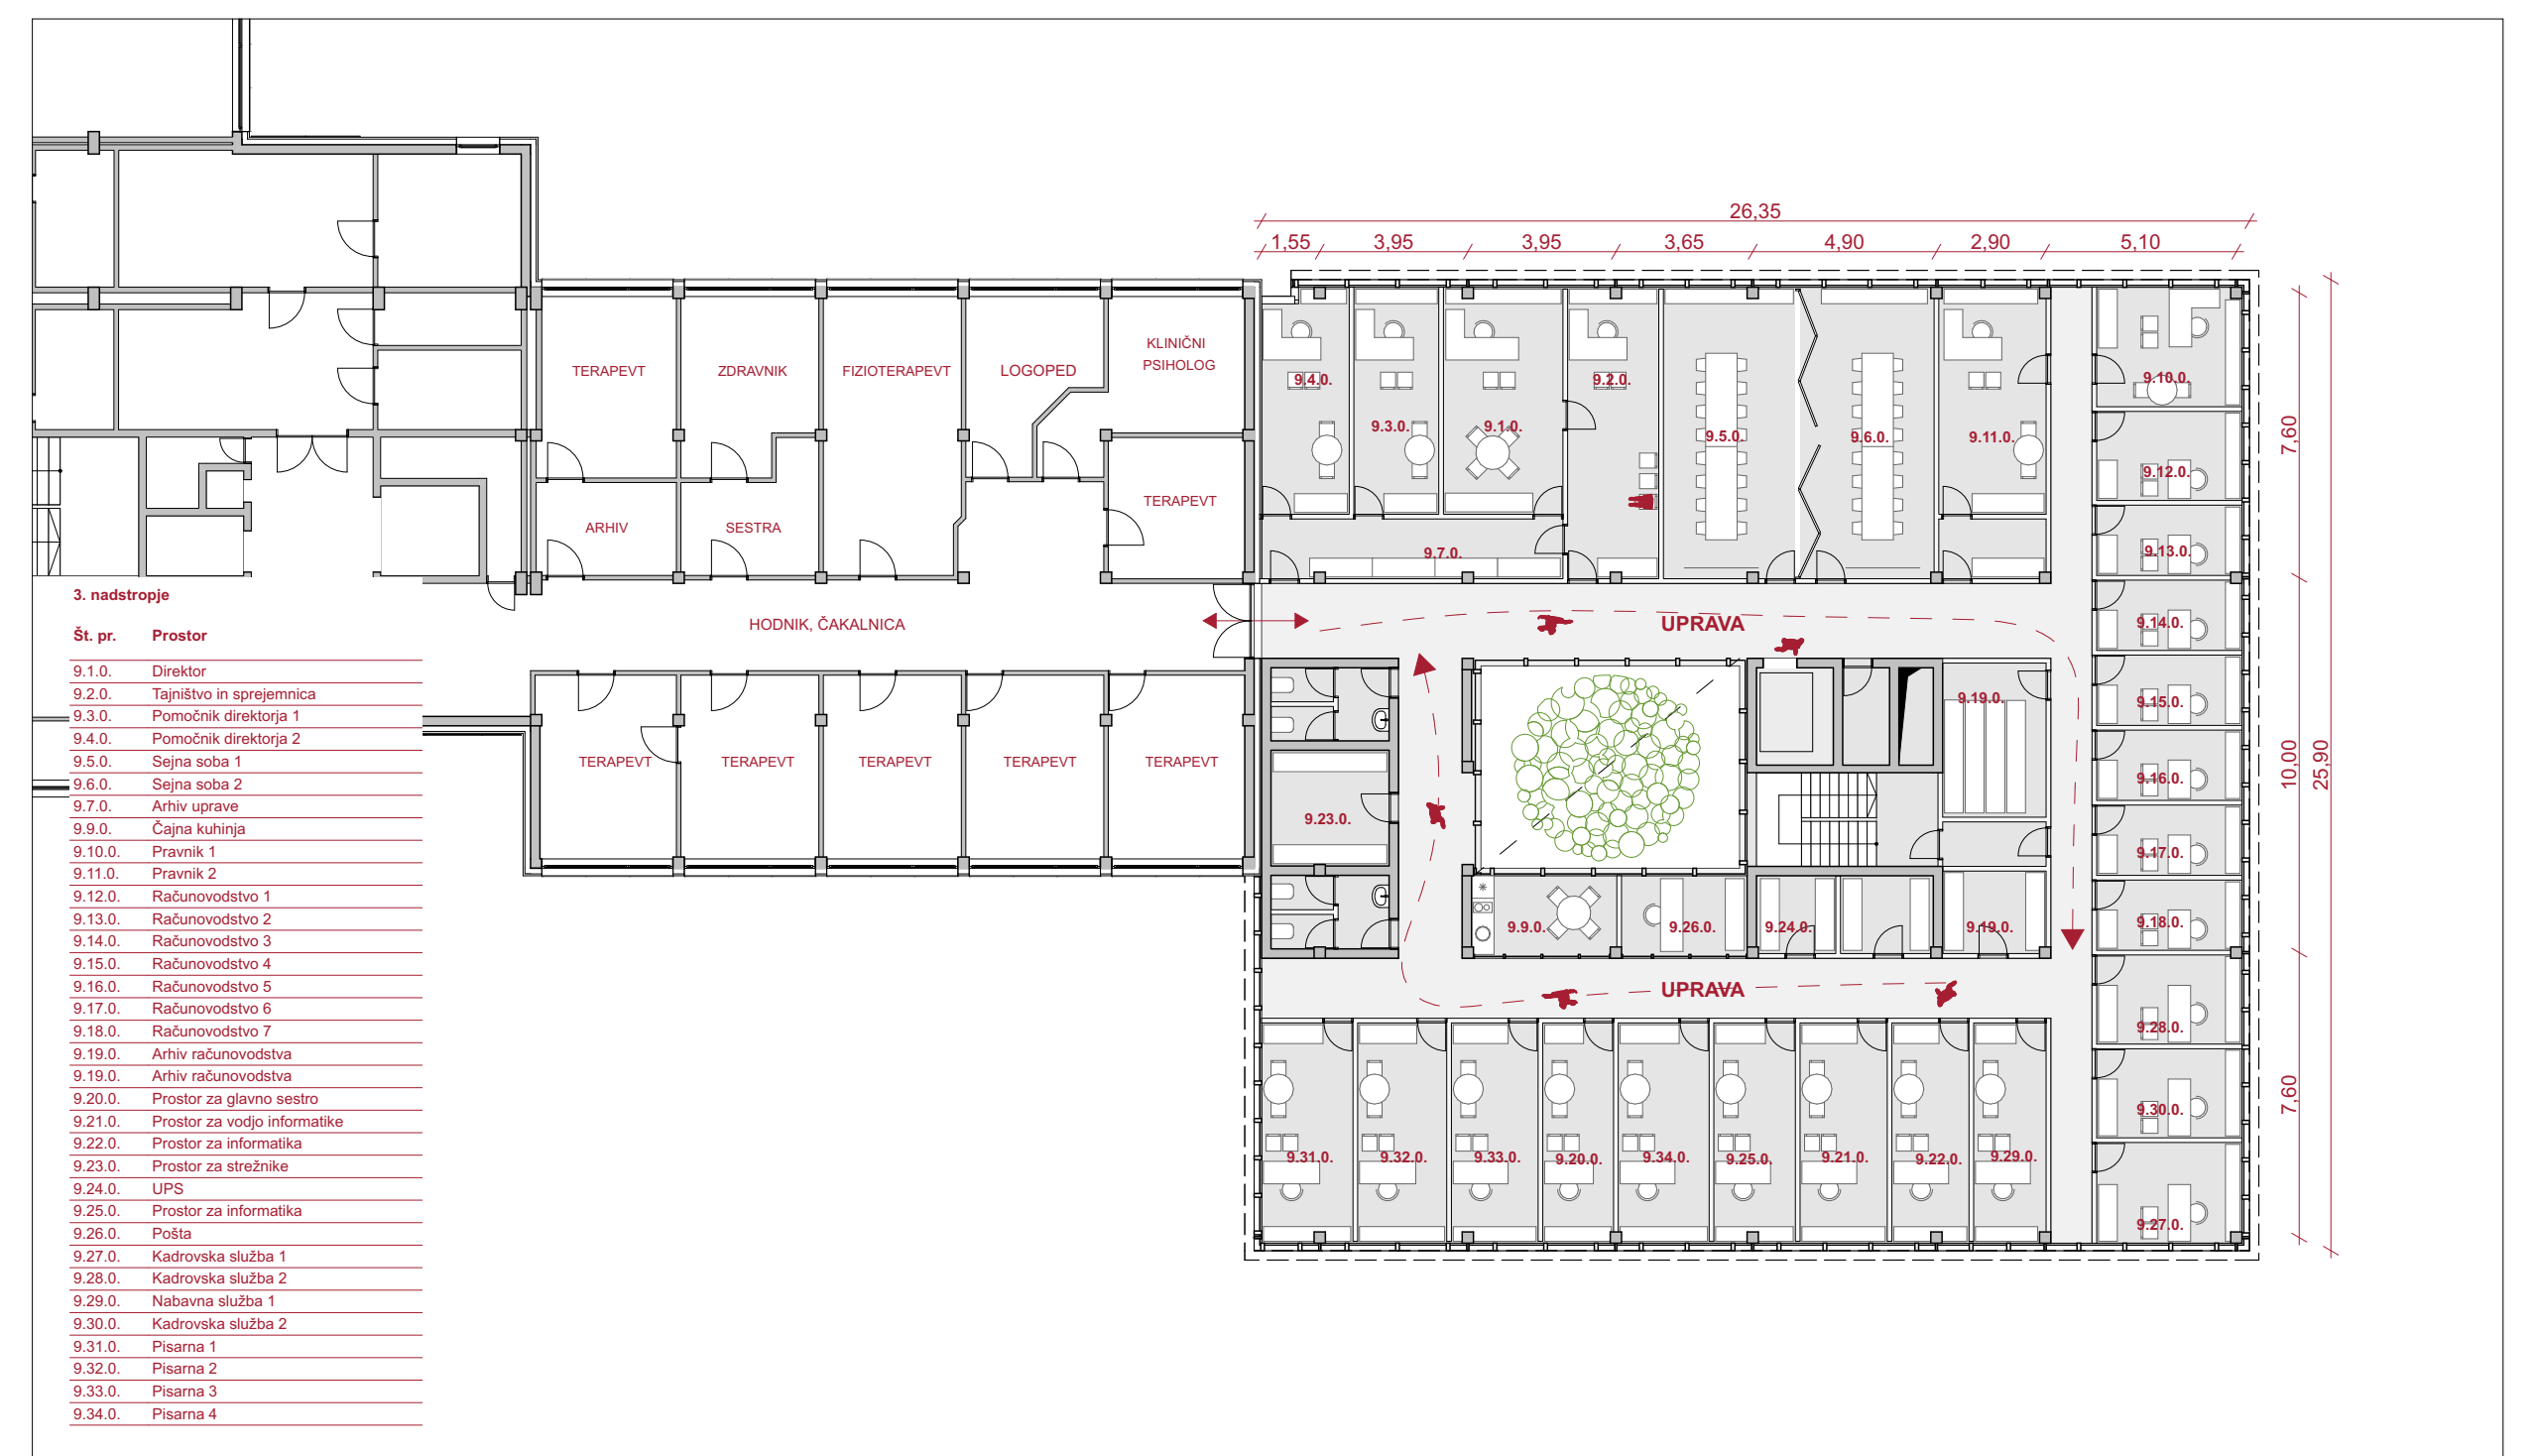 26,35
1,55 3,95 3,95 3,65 4,90 2,90 5,10
KLINIČNI
PSIHOLOG
TERAPEVT ZDRAVNIK FIZIOTERAPEVT LOGOPED
9.4.0. 9.3.0. 9.1.0. 9.2.0. 9.5.0. 9.6.0. 9.11.0. 9.10.0.
7,60
9.12.0.
TERAPEVT
ARHIV SESTRA
9.7.0.
9.13.0.
HODNIK, ČAKALNICA
UPRAVA
9.14.0.
9.19.0.
9.15.0.
TERAPEVT TERAPEVT TERAPEVT TERAPEVT TERAPEVT
9.16.0.
10,00
25,90
9.23.0.
9.17.0.
9.9.0. 9.26.0. 9.24.0. 9.19.0. 9.18.0.
UPRAVA
9.28.0.
9.30.0.
7,60
9.31.0. 9.32.0. 9.33.0. 9.20.0. 9.34.0. 9.25.0. 9.21.0. 9.22.0. 9.29.0.
9.27.0.
3. nadstropje
Št. pr. Prostor
9.1.0. Direktor
9.2.0. Tajništvo in sprejemnica
9.3.0. Pomočnik direktorja 1
9.4.0. Pomočnik direktorja 2
9.5.0. Sejna soba 1
9.6.0. Sejna soba 2
9.7.0. Arhiv uprave
9.9.0. Čajna kuhinja
9.10.0. Pravnik 1
9.11.0. Pravnik 2
9.12.0. Računovodstvo 1
9.13.0. Računovodstvo 2
9.14.0. Računovodstvo 3
9.15.0. Računovodstvo 4
9.16.0. Računovodstvo 5
9.17.0. Računovodstvo 6
9.18.0. Računovodstvo 7
9.19.0. Arhiv računovodstva
9.19.0. Arhiv računovodstva
9.20.0. Prostor za glavno sestro
9.21.0. Prostor za vodjo informatike
9.22.0. Prostor za informatika
9.23.0. Prostor za strežnike
9.24.0. UPS
9.25.0. Prostor za informatika
9.26.0. Pošta
9.27.0. Kadrovska služba 1
9.28.0. Kadrovska služba 2
9.29.0. Nabavna služba 1
9.30.0. Kadrovska služba 2
9.31.0. Pisarna 1
9.32.0. Pisarna 2
9.33.0. Pisarna 3
9.34.0. Pisarna 4